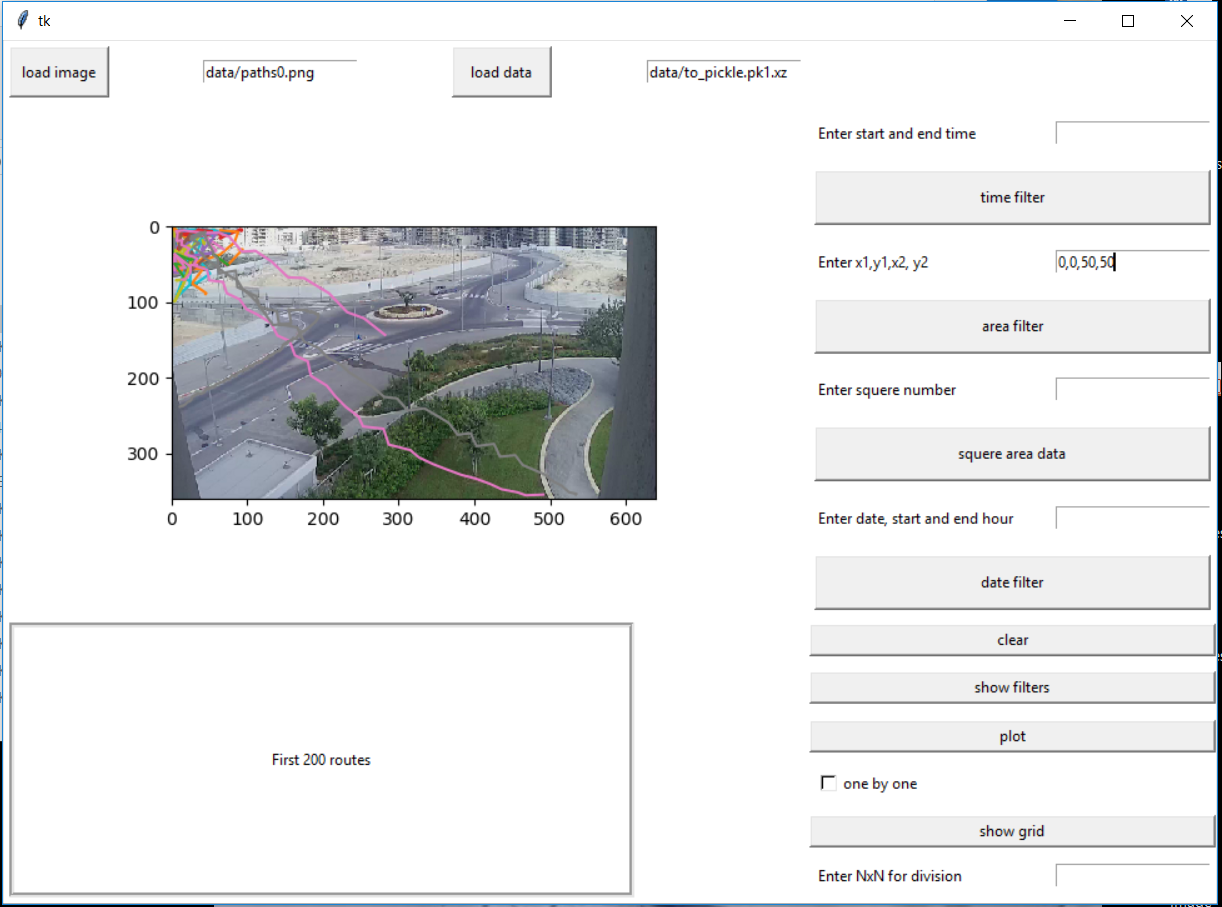 tk
load image
data/paths0.png
load data
data/to_pickle.pk1.xz
Enter start and end time
time filter
Enter x1,y1,x2, y2
0,0,50,50
area filter
Enter squere number
squere area data
Enter date, start and end hour
date filter
clear
show filters
plot
one by one
show grid
Enter NxN for division
0
100
200
300
0 100 200 300 400 500 600
First 200 routes